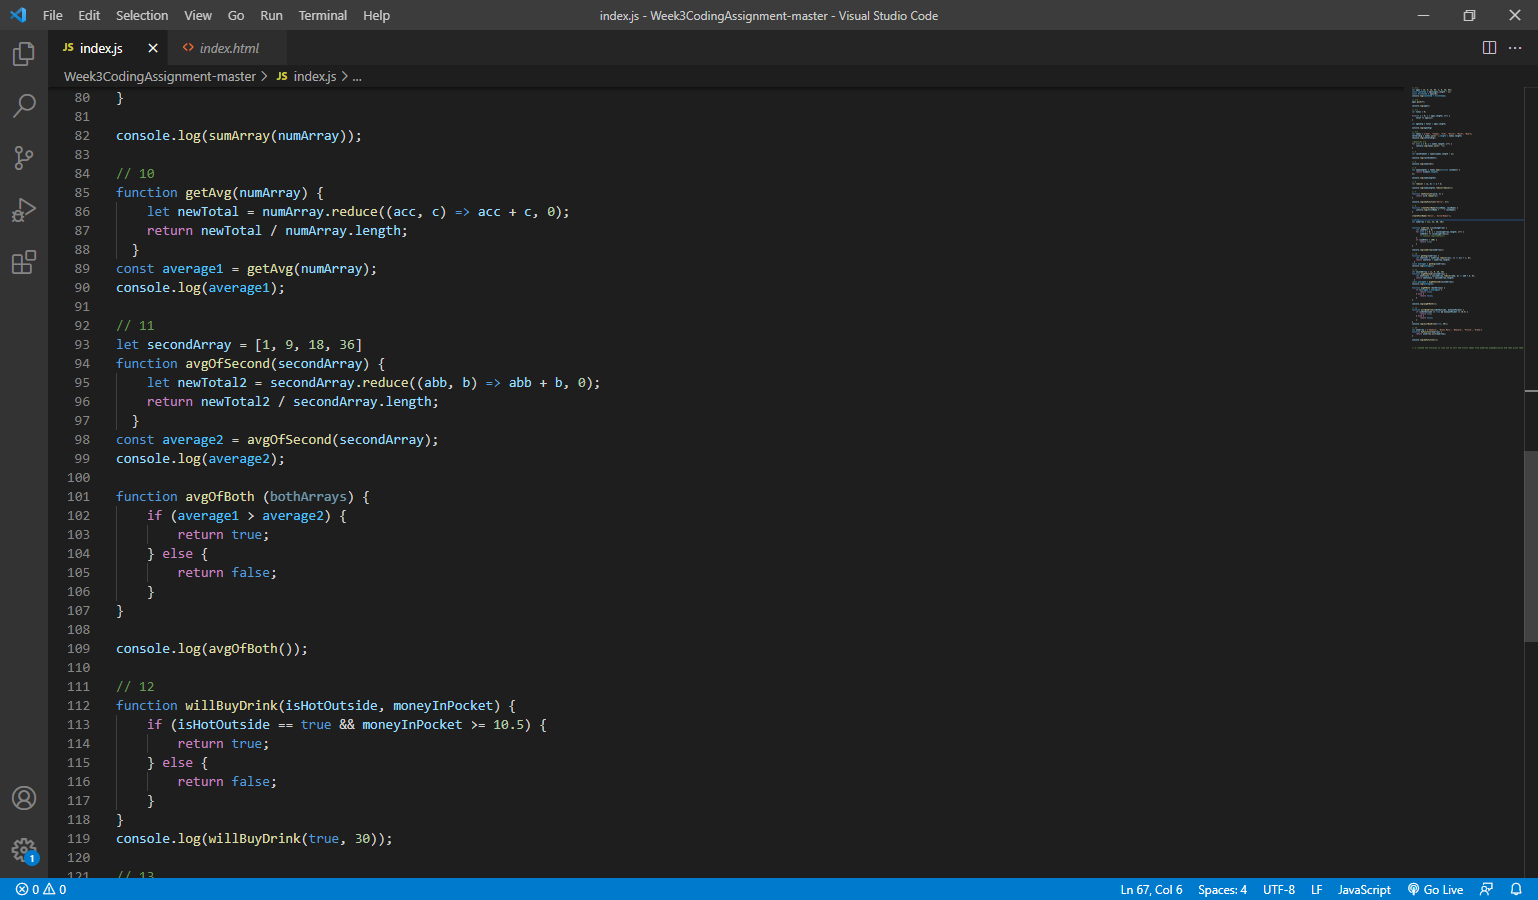 File Edit Selection View Go Run Terminal Help
index.js - Week3CodingAssignment-master - Visual Studio Code
JS index.js
<> index.html
Week3CodingAssignment-master > JS index.js > ...
80 }
81
82 console.log(sumArray(numArray));
83
84 // 10
85 function getAvg(numArray) {
86     let newTotal = numArray.reduce((acc, c) => acc + c, 0);
87     return newTotal / numArray.length;
88   }
89 const average1 = getAvg(numArray);
90 console.log(average1);
91
92 // 11
93 let secondArray = [1, 9, 18, 36]
94 function avgOfSecond(secondArray) {
95     let newTotal2 = secondArray.reduce((abb, b) => abb + b, 0);
96     return newTotal2 / secondArray.length;
97   }
98 const average2 = avgOfSecond(secondArray);
99 console.log(average2);
100
101 function avgOfBoth (bothArrays) {
102     if (average1 > average2) {
103         return true;
104     } else {
105         return false;
106     }
107 }
108
109 console.log(avgOfBoth());
110
111 // 12
112 function willBuyDrink(isHotOutside, moneyInPocket) {
113     if (isHotOutside == true && moneyInPocket >= 10.5) {
114         return true;
115     } else {
116         return false;
117     }
118 }
119 console.log(willBuyDrink(true, 30));
120
121 // 13
1
0 0
Ln 67, Col 6 Spaces: 4 UTF-8 LF JavaScript Go Live